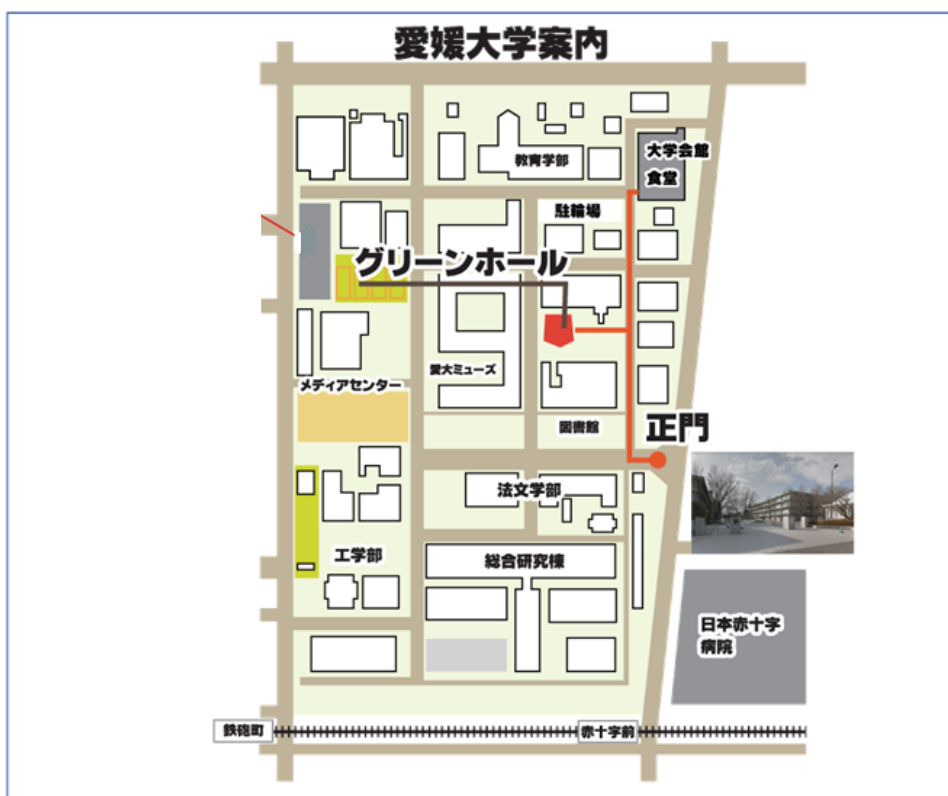 愛媛大学案内
大学会館
食堂
教育学部
駐輪場
グリーンホール
愛大ミューズ
メディアセンター
図書館
正門
法文学部
工学部
総合研究棟
日本赤十字
病院
鉄砲町
赤十字前